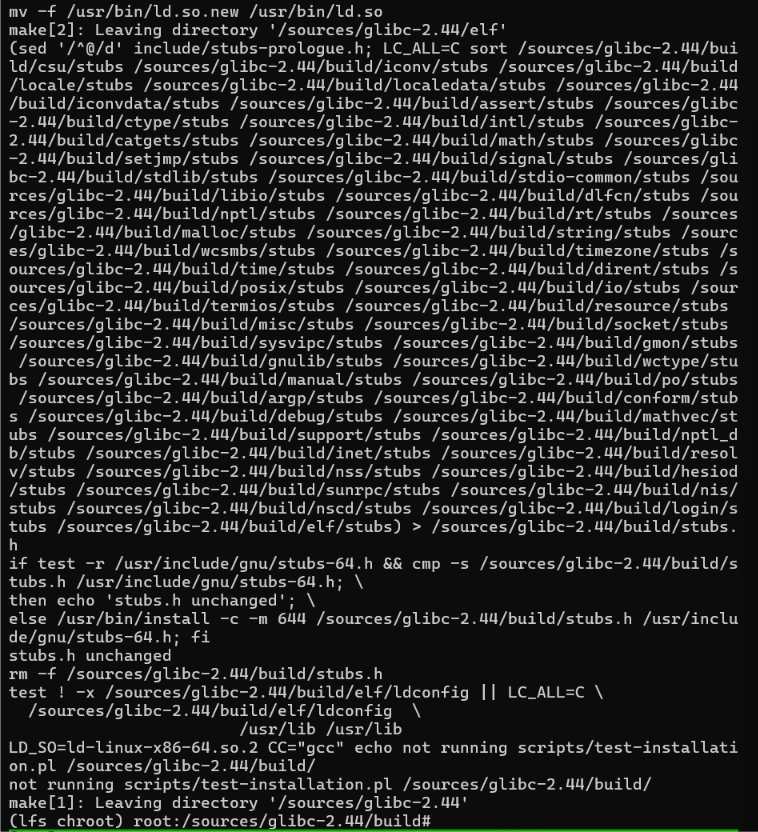 mv -f /usr/bin/ld.so.new /usr/bin/ld.so
make[2]: Leaving directory '/sources/glibc-2.44/elf'
(sed '/^@/d' include/stubs-prologue.h; LC_ALL=C sort /sources/glibc-2.44/bui
ld/csu/stubs /sources/glibc-2.44/build/iconv/stubs /sources/glibc-2.44/build
/locale/stubs /sources/glibc-2.44/build/localedata/stubs /sources/glibc-2.44
/build/iconvdata/stubs /sources/glibc-2.44/build/assert/stubs /sources/glibc
-2.44/build/ctype/stubs /sources/glibc-2.44/build/intl/stubs /sources/glibc-
2.44/build/catgets/stubs /sources/glibc-2.44/build/math/stubs /sources/glibc
-2.44/build/setjmp/stubs /sources/glibc-2.44/build/signal/stubs /sources/gli
bc-2.44/build/stdlib/stubs /sources/glibc-2.44/build/stdio-common/stubs /sou
rces/glibc-2.44/build/libio/stubs /sources/glibc-2.44/build/dlfcn/stubs /sou
rces/glibc-2.44/build/nptl/stubs /sources/glibc-2.44/build/rt/stubs /sources
/glibc-2.44/build/malloc/stubs /sources/glibc-2.44/build/string/stubs /sourc
es/glibc-2.44/build/wcsmbs/stubs /sources/glibc-2.44/build/timezone/stubs /s
ources/glibc-2.44/build/time/stubs /sources/glibc-2.44/build/dirent/stubs /s
ources/glibc-2.44/build/posix/stubs /sources/glibc-2.44/build/io/stubs /sour
ces/glibc-2.44/build/termios/stubs /sources/glibc-2.44/build/resource/stubs
/sources/glibc-2.44/build/misc/stubs /sources/glibc-2.44/build/socket/stubs
/sources/glibc-2.44/build/sysvipc/stubs /sources/glibc-2.44/build/gmon/stubs
 /sources/glibc-2.44/build/gnulib/stubs /sources/glibc-2.44/build/wctype/stu
bs /sources/glibc-2.44/build/manual/stubs /sources/glibc-2.44/build/po/stubs
 /sources/glibc-2.44/build/argp/stubs /sources/glibc-2.44/build/conform/stub
s /sources/glibc-2.44/build/debug/stubs /sources/glibc-2.44/build/mathvec/st
ubs /sources/glibc-2.44/build/support/stubs /sources/glibc-2.44/build/nptl_d
b/stubs /sources/glibc-2.44/build/inet/stubs /sources/glibc-2.44/build/resol
v/stubs /sources/glibc-2.44/build/nss/stubs /sources/glibc-2.44/build/hesiod
/stubs /sources/glibc-2.44/build/sunrpc/stubs /sources/glibc-2.44/build/nis/
stubs /sources/glibc-2.44/build/nscd/stubs /sources/glibc-2.44/build/login/s
tubs /sources/glibc-2.44/build/elf/stubs) > /sources/glibc-2.44/build/stubs.
h
if test -r /usr/include/gnu/stubs-64.h && cmp -s /sources/glibc-2.44/build/s
tubs.h /usr/include/gnu/stubs-64.h; \
then echo 'stubs.h unchanged'; \
else /usr/bin/install -c -m 644 /sources/glibc-2.44/build/stubs.h /usr/inclu
de/gnu/stubs-64.h; fi
stubs.h unchanged
rm -f /sources/glibc-2.44/build/stubs.h
test ! -x /sources/glibc-2.44/build/elf/ldconfig || LC_ALL=C \
  /sources/glibc-2.44/build/elf/ldconfig  \
                        /usr/lib /usr/lib
LD_SO=ld-linux-x86-64.so.2 CC="gcc" echo not running scripts/test-installati
on.pl /sources/glibc-2.44/build/
not running scripts/test-installation.pl /sources/glibc-2.44/build/
make[1]: Leaving directory '/sources/glibc-2.44'
(lfs chroot) root:/sources/glibc-2.44/build#